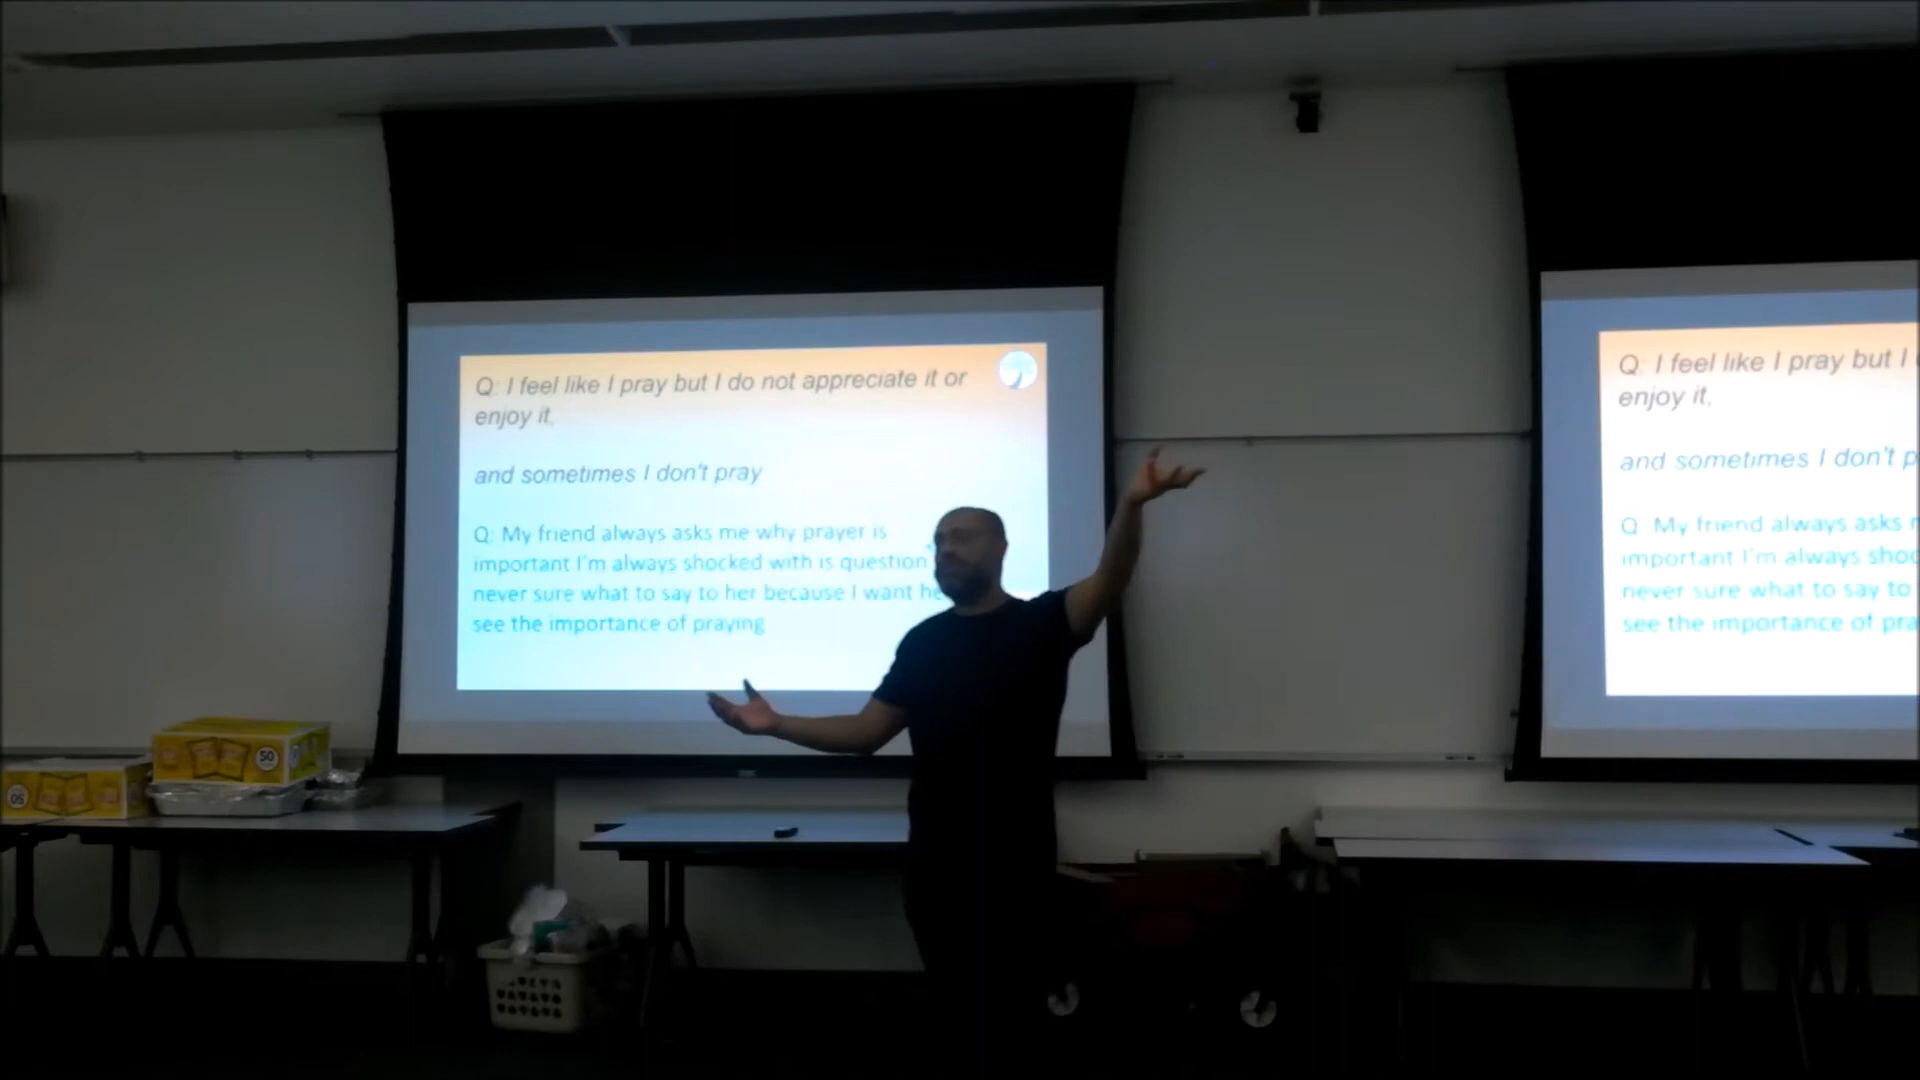 Q: I feel like I pray but I do not appreciate it or
enjoy it,
and sometimes I don't pray
Q: My friend always asks me why prayer is
important I'm always shocked with is question
never sure what to say to her because I want
see the importance of praying
Q: I feel like I pray but I
enjoy it,
and sometimes I don't
Q My friend always asks
important I'm always
never sure what to say to
see the importance of
50
50